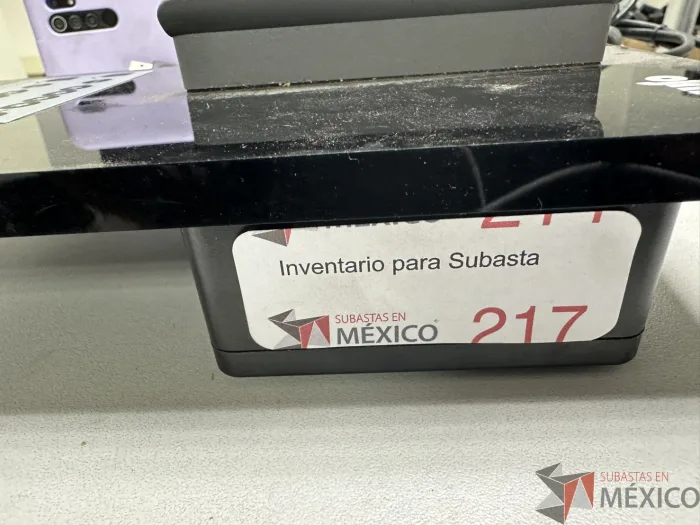 Inventario para Subasta
SUBASTAS EN
MÉXICO
217
SUBASTAS EN
MÉXICO